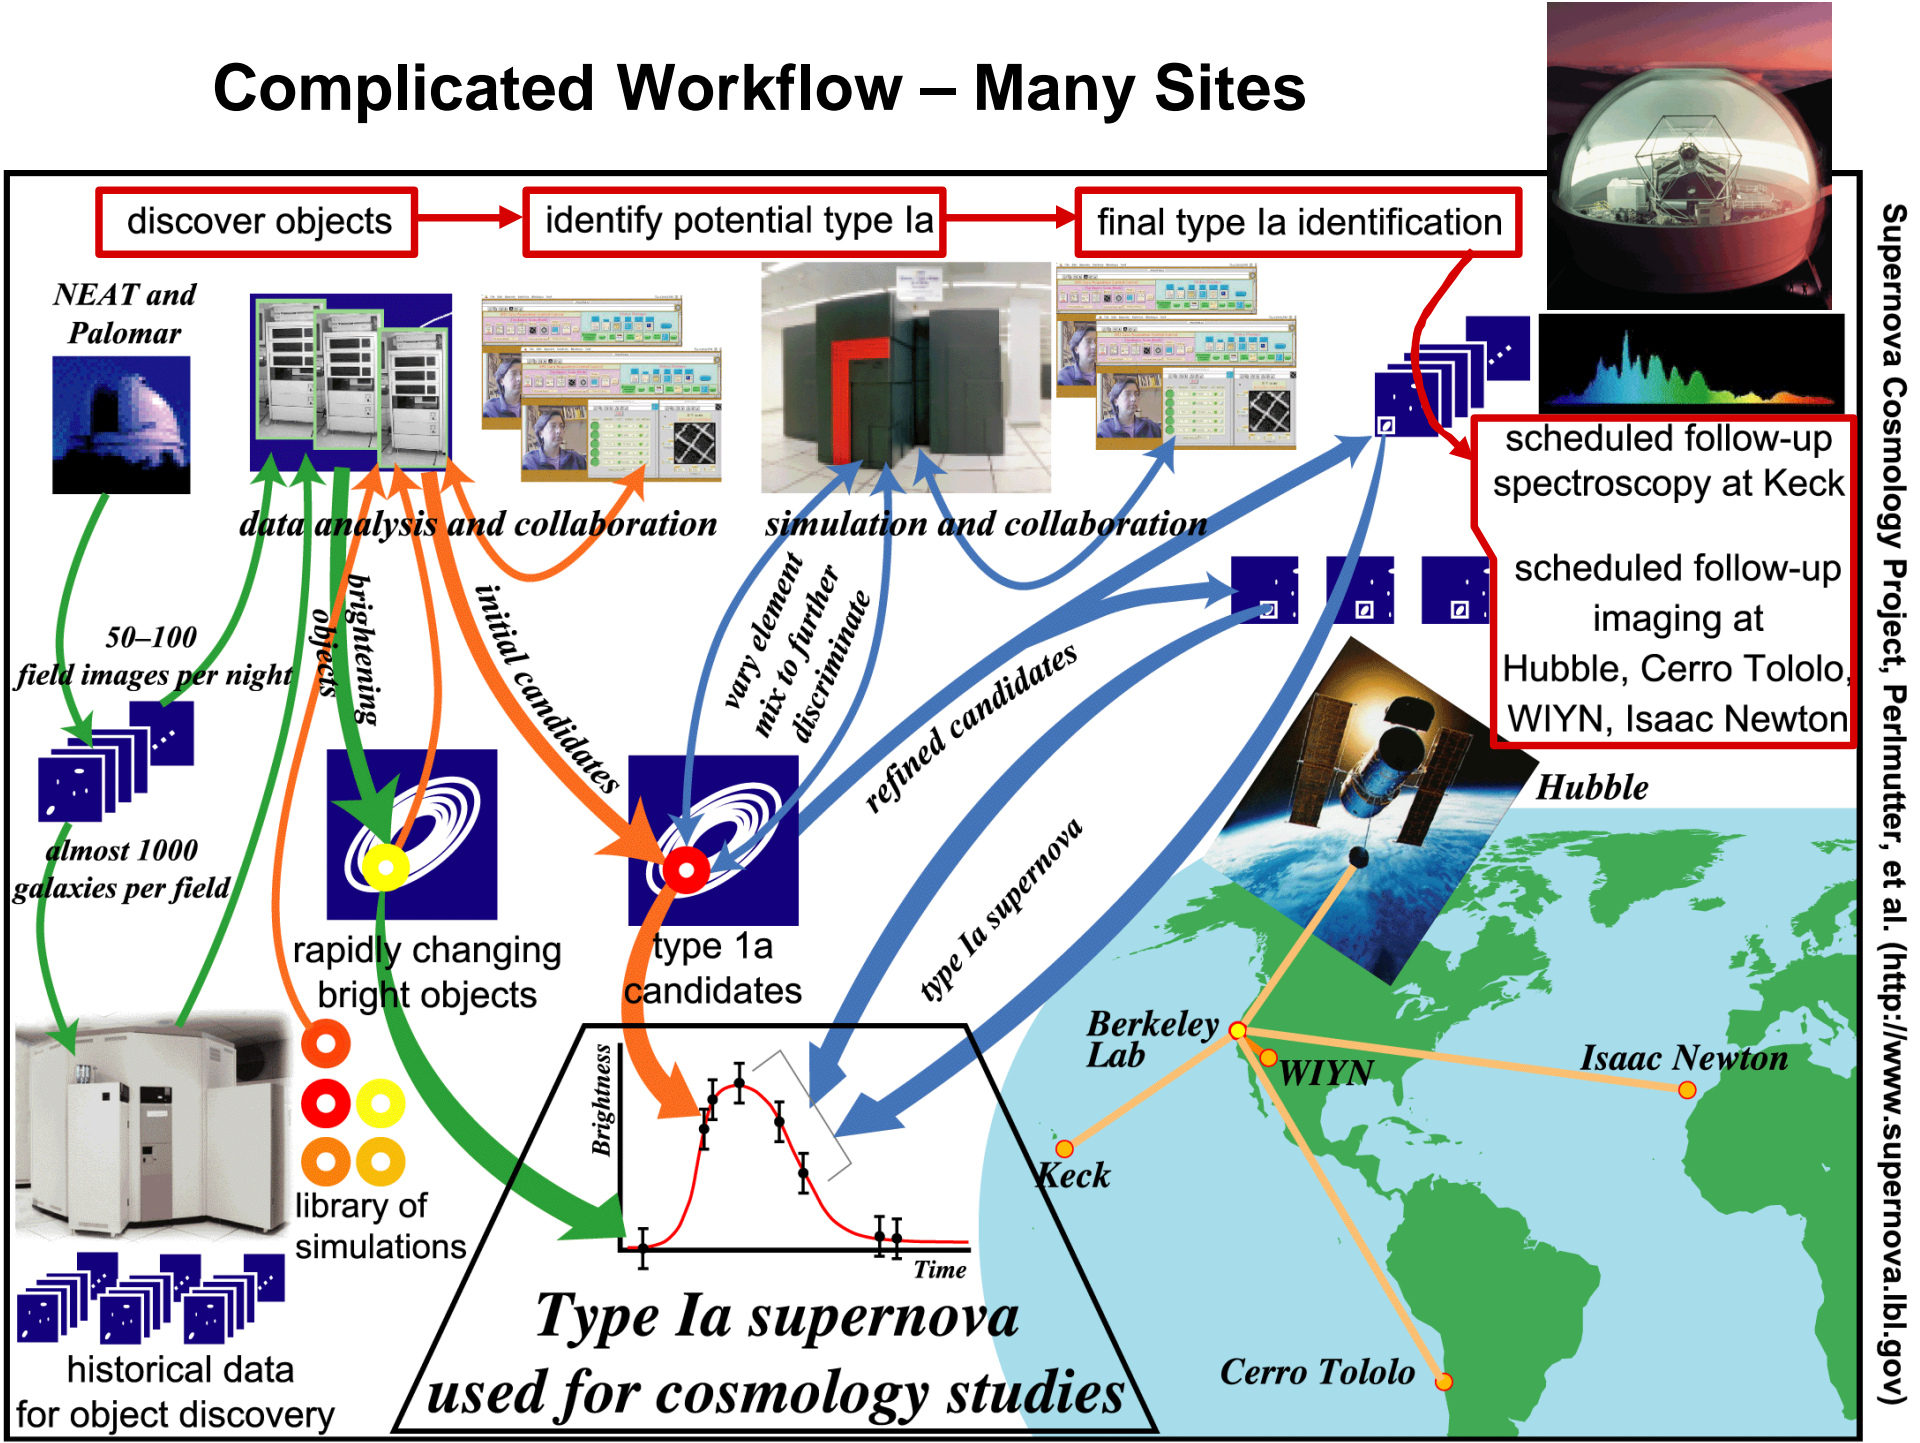 Complicated Workflow – Many Sites
discover objects
identify potential type Ia
final type Ia identification
NEAT and
Palomar
data analysis and collaboration
simulation and collaboration
scheduled follow-up
spectroscopy at Keck
scheduled follow-up
imaging at
Hubble, Cerro Tololo,
WIYN, Isaac Newton
50–100
field images per night
brightening
objects
initial candidates
vary element
mix to further
discriminate
refined candidates
type Ia supernova
almost 1000
galaxies per field
rapidly changing
bright objects
type 1a
candidates
library of
simulations
historical data
for object discovery
Brightness
Time
Type Ia supernova
used for cosmology studies
Hubble
Berkeley
Lab
WIYN
Isaac Newton
Keck
Cerro Tololo
Supernova Cosmology Project, Perlmutter, et al. (http://www.supernova.lbl.gov)